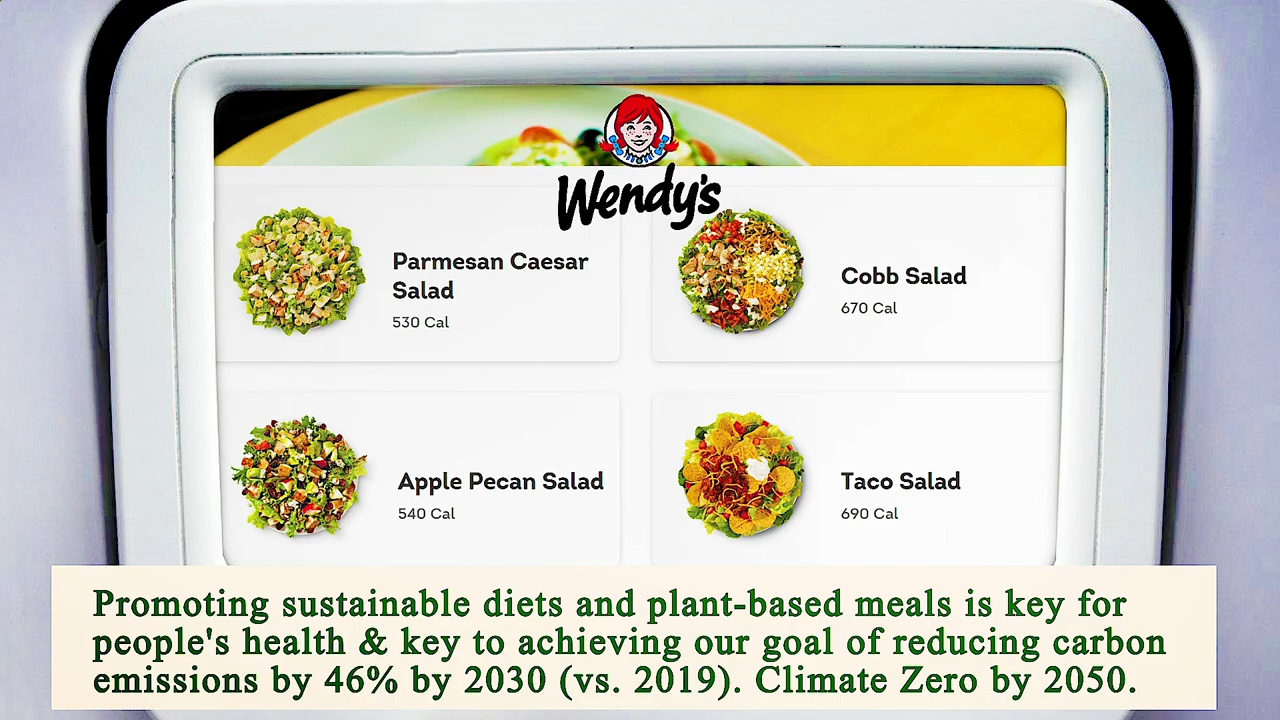 Wendy's
Parmesan Caesar
Salad
530 Cal
Cobb Salad
670 Cal
Apple Pecan Salad
540 Cal
Taco Salad
690 Cal
Promoting sustainable diets and plant-based meals is key for
people's health & key to achieving our goal of reducing carbon
emissions by 46% by 2030 (vs. 2019). Climate Zero by 2050.